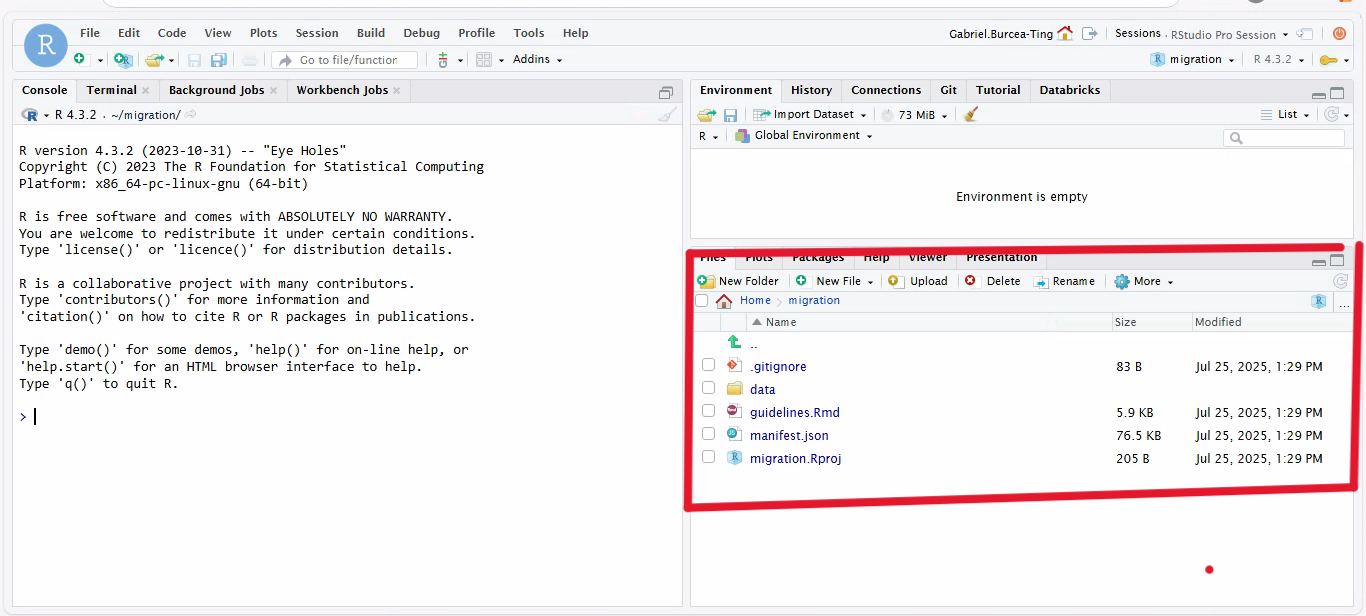 R
File Edit Code View Plots Session Build Debug Profile Tools Help
Gabriel.Burcea-Ting Sessions RStudio Pro Session
Go to file/function Addins
migration R 4.3.2
Console Terminal Background Jobs Workbench Jobs
R 4.3.2 . ~/migration/
R version 4.3.2 (2023-10-31) -- "Eye Holes"
Copyright (C) 2023 The R Foundation for Statistical Computing
Platform: x86_64-pc-linux-gnu (64-bit)
R is free software and comes with ABSOLUTELY NO WARRANTY.
You are welcome to redistribute it under certain conditions.
Type 'license()' or 'licence()' for distribution details.
R is a collaborative project with many contributors.
Type 'contributors()' for more information and
'citation()' on how to cite R or R packages in publications.
Type 'demo()' for some demos, 'help()' for on-line help, or
'help.start()' for an HTML browser interface to help.
Type 'q()' to quit R.
>
Environment History Connections Git Tutorial Databricks
Import Dataset 73 MiB List
R Global Environment
Environment is empty
Files Plots Packages Help Viewer Presentation
New Folder New File Upload Delete Rename More
Home migration R ...
Name Size Modified
..
.gitignore 83 B Jul 25, 2025, 1:29 PM
data
guidelines.Rmd 5.9 KB Jul 25, 2025, 1:29 PM
manifest.json 76.5 KB Jul 25, 2025, 1:29 PM
migration.Rproj 205 B Jul 25, 2025, 1:29 PM